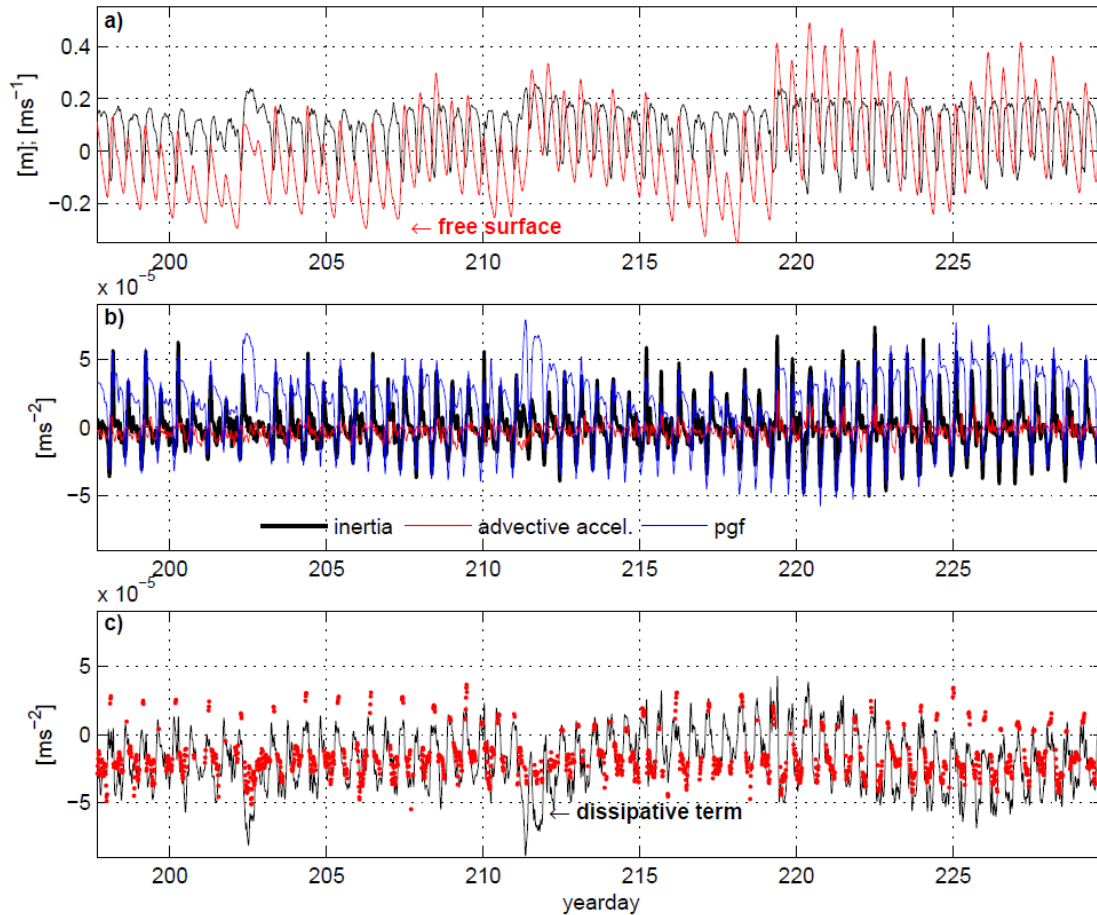 a)
0.4
0.2
0
−0.2
[m]; [ms⁻¹]
← free surface
200 205 210 215 220 225
x 10⁻⁵
b)
5
0
−5
[ms⁻²]
inertia advective accel. pgf
200 205 210 215 220 225
x 10⁻⁵
c)
5
0
−5
[ms⁻²]
← dissipative term
200 205 210 215 220 225
yearday